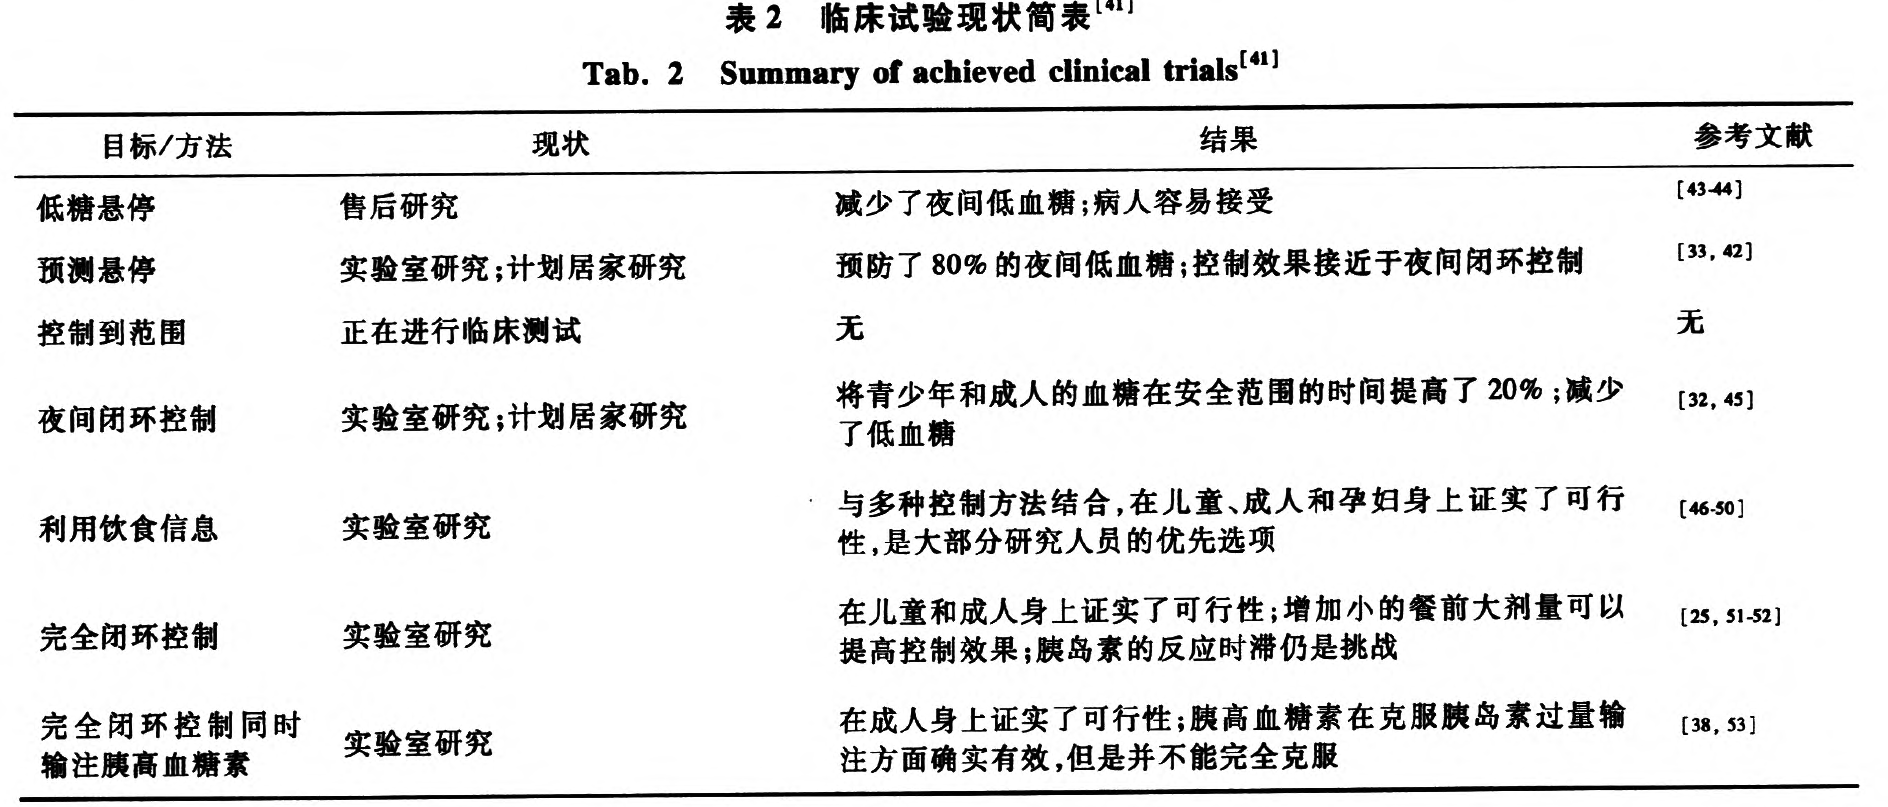 表 2 临床试验现状简表[41]
Tab. 2 Summary of achieved clinical trials[41]
目标/方法 现状 结果 参考文献
低糖悬停 售后研究 减少了夜间低血糖;病人容易接受 [43-44]
预测悬停 实验室研究;计划居家研究 预防了 80% 的夜间低血糖;控制效果接近于夜间闭环控制 [33, 42]
控制到范围 正在进行临床测试 无 无
夜间闭环控制 实验室研究;计划居家研究 将青少年和成人的血糖在安全范围的时间提高了 20% ;减少 [32, 45]
了低血糖
利用饮食信息 实验室研究 与多种控制方法结合,在儿童、成人和孕妇身上证实了可行 [46-50]
性,是大部分研究人员的优先选项
完全闭环控制 实验室研究 在儿童和成人身上证实了可行性;增加小的餐前大剂量可以 [25, 51-52]
提高控制效果;胰岛素的反应时滞仍是挑战
完全闭环控制同时 实验室研究 在成人身上证实了可行性;胰高血糖素在克服胰岛素过量输 [38, 53]
输注胰高血糖素 注方面确实有效,但是并不能完全克服